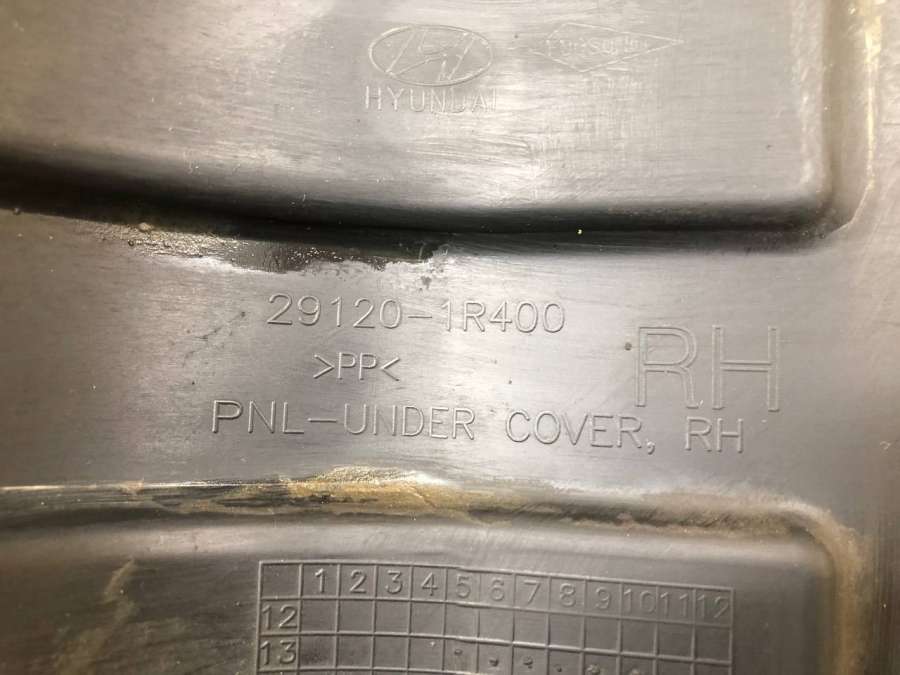 HYUNDAI
29120-1R400
>PP<
RH
PNL-UNDER COVER, RH
1 2 3 4 5 6 7 8 9 10 11 12
12
13